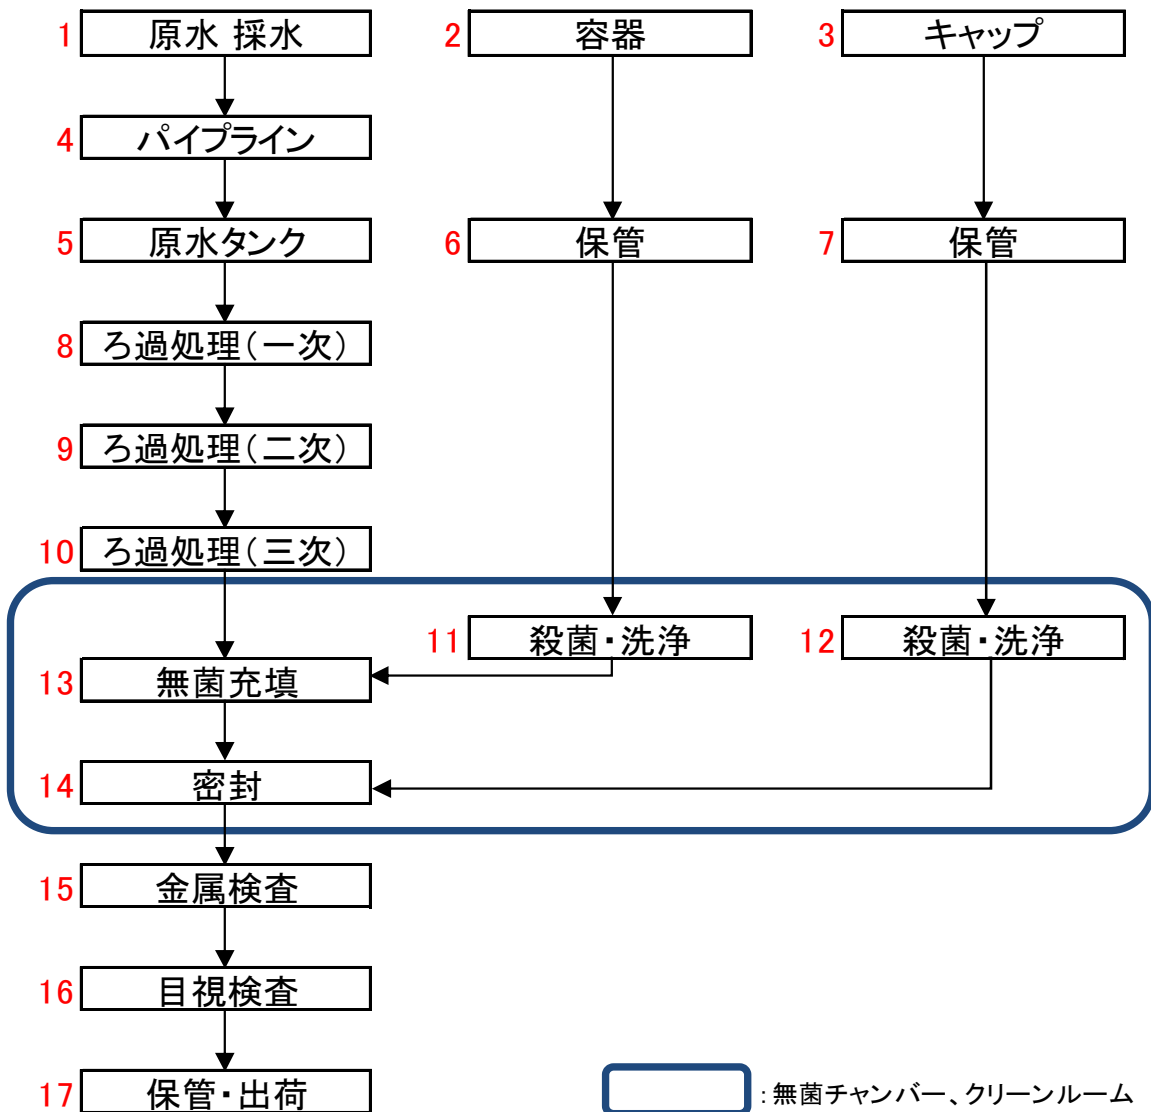 1 原水 採水 2 容器 3 キャップ
4 パイプライン
5 原水タンク 6 保管 7 保管
8 ろ過処理(一次)
9 ろ過処理(二次)
10 ろ過処理(三次)
11 殺菌・洗浄 12 殺菌・洗浄
13 無菌充填
14 密封
15 金属検査
16 目視検査
17 保管・出荷
:無菌チャンバー、クリーンルーム